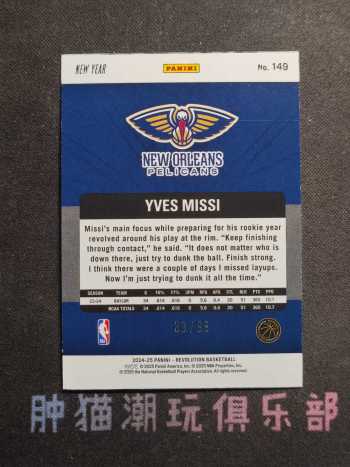 NEW YEAR
PANINI
No. 149
NEW ORLEANS
PELICANS
YVES MISSI
Missi's main focus while preparing for his rookie year
revolved around his play at the rim. "Keep finishing
through contact," he said. "It does not matter who is
down there, just try to dunk the ball. Finish strong.
I think there were a couple of days I missed layups.
Now I'm just trying to dunk it all the time."
SEASON TEAM
23-24 BAYLOR
NCAA TOTALS
2024-25 PANINI - REVOLUTION BASKETBALL
肿猫潮玩俱乐部